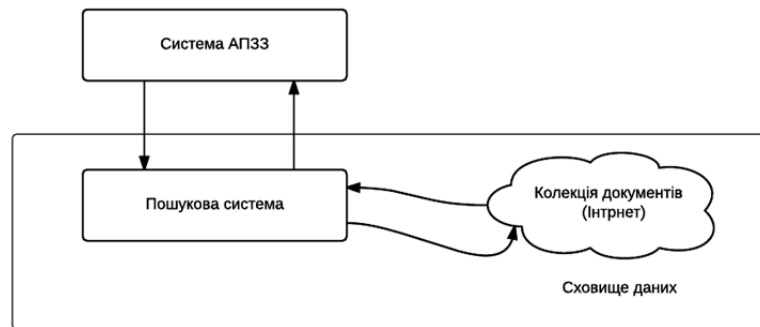 Система АПЗЗ
Пошукова система
Колекція документів
(Інтрнет)
Сховище даних